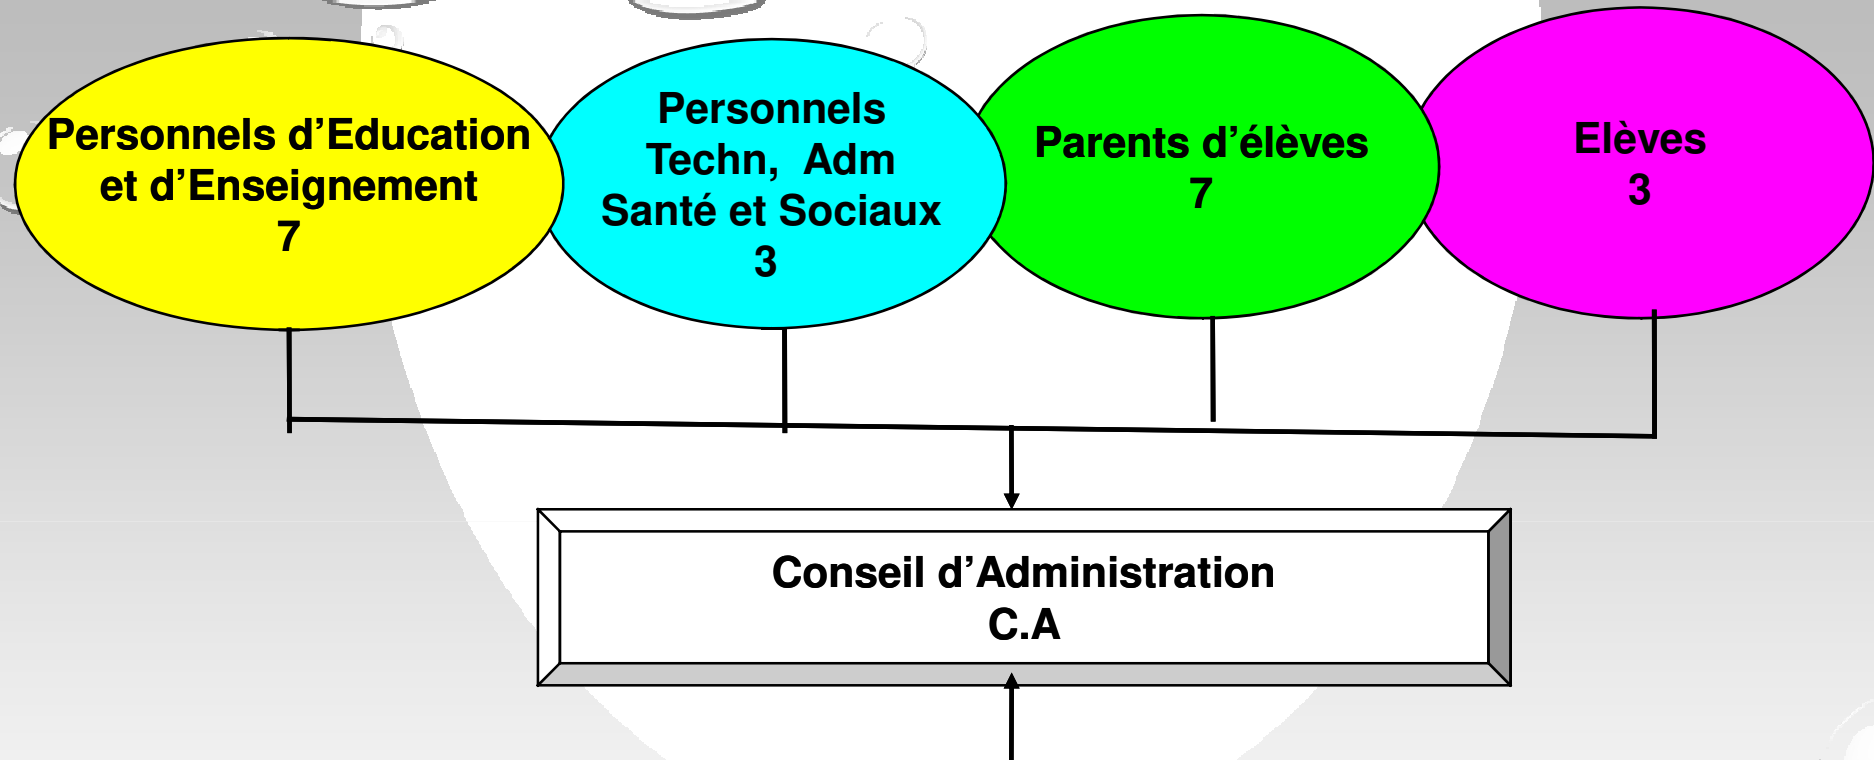 Personnels d’Education
et d’Enseignement
7
Personnels
Techn,  Adm
Santé et Sociaux
3
Parents d’élèves
7
Elèves
3
Conseil d’Administration
C.A